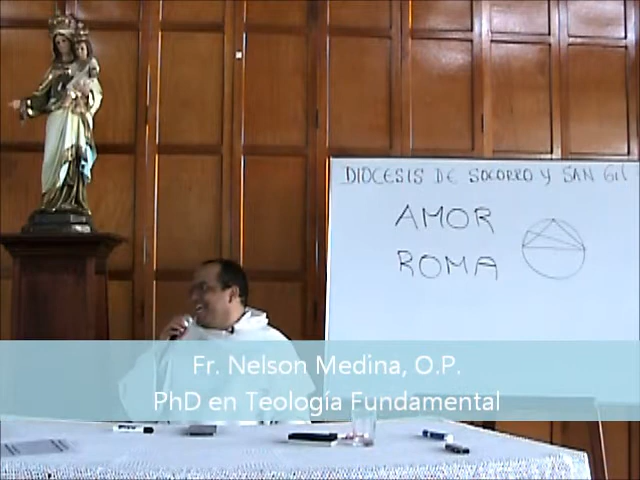 DIOCESIS DE SOCORRO Y SAN GIL
AMOR
ROMA
Fr. Nelson Medina, O.P.
PhD en Teología Fundamental